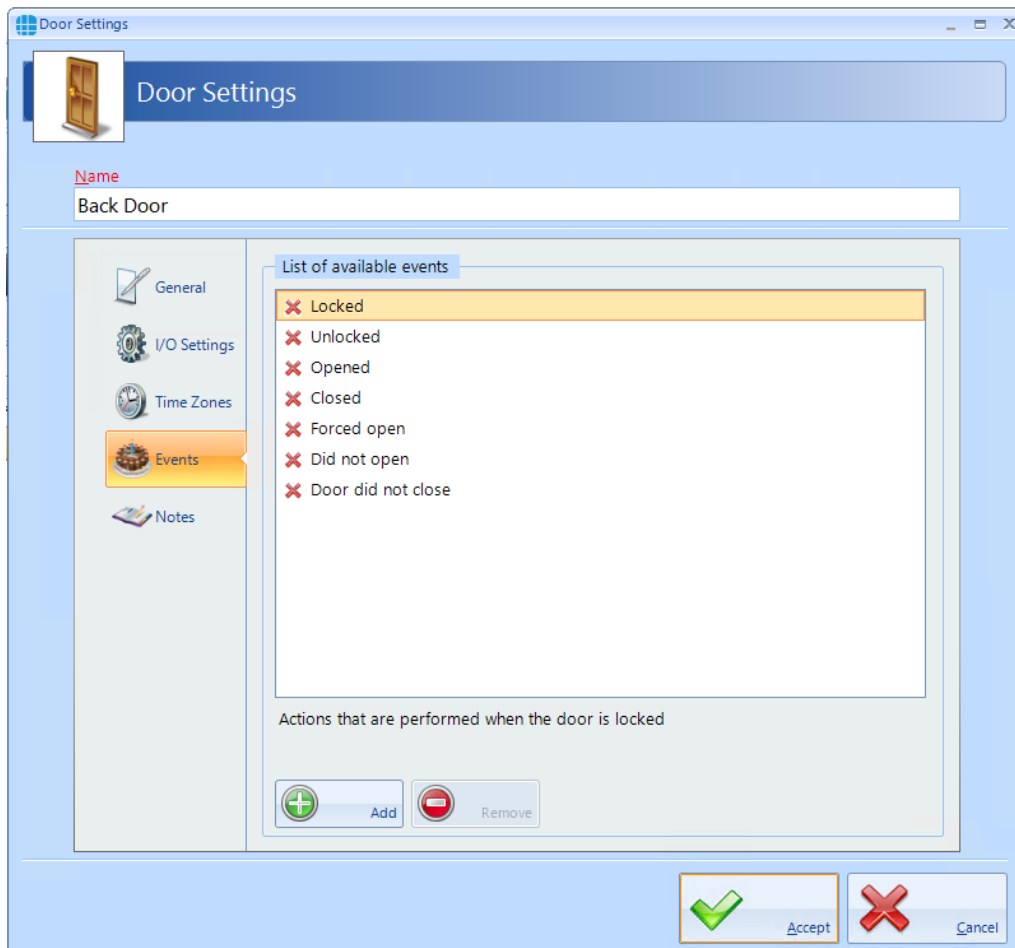 Door Settings
Door Settings
Name
Back Door
General
I/O Settings
Time Zones
Events
Notes
List of available events
Locked
Unlocked
Opened
Closed
Forced open
Did not open
Door did not close
Actions that are performed when the door is locked
Add
Remove
Accept
Cancel